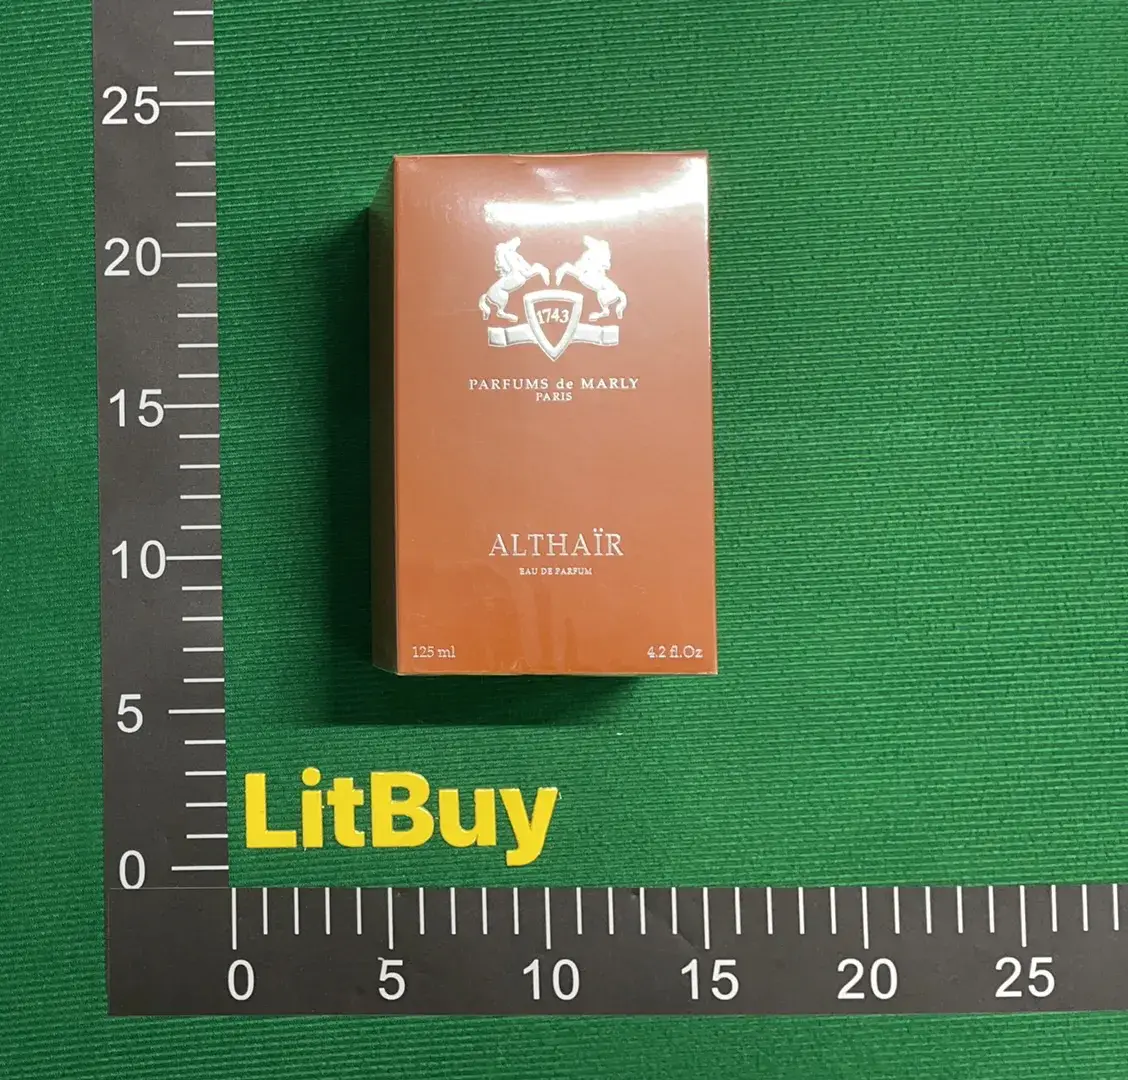 25
20
15
10
5
0
1743
PARFUMS de MARLY
PARIS
ALTHAÏR
EAU DE PARFUM
125 ml 4.2 fl.Oz
LitBuy
0 5 10 15 20 25